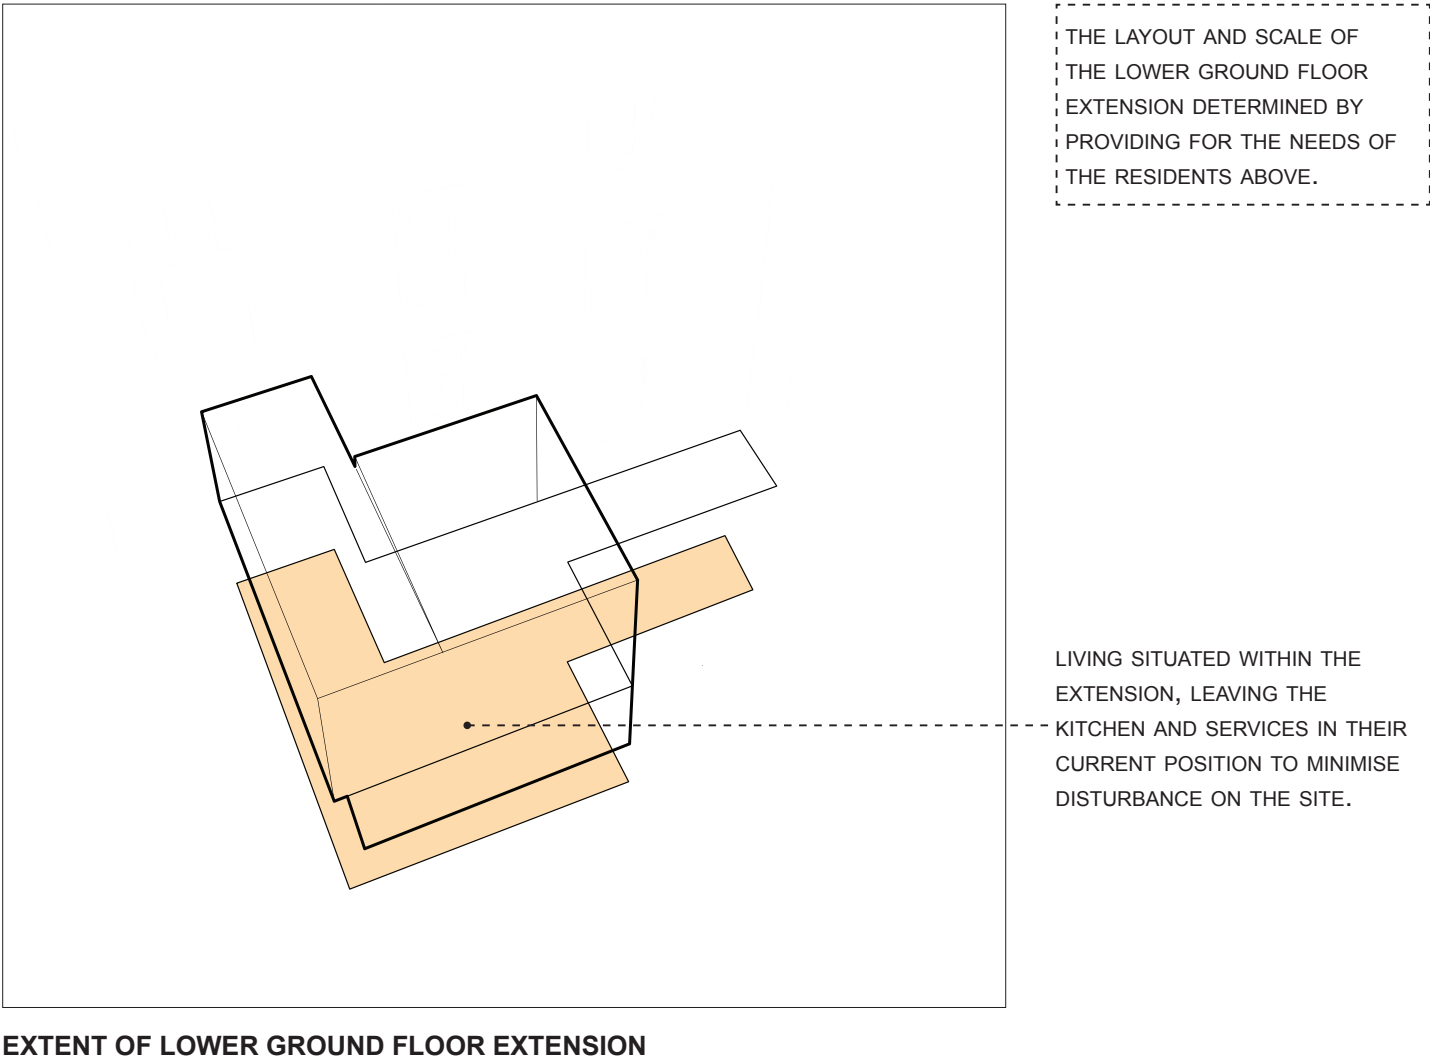 THE LAYOUT AND SCALE OF
THE LOWER GROUND FLOOR
EXTENSION DETERMINED BY
PROVIDING FOR THE NEEDS OF
THE RESIDENTS ABOVE.
LIVING SITUATED WITHIN THE
EXTENSION, LEAVING THE
KITCHEN AND SERVICES IN THEIR
CURRENT POSITION TO MINIMISE
DISTURBANCE ON THE SITE.
EXTENT OF LOWER GROUND FLOOR EXTENSION